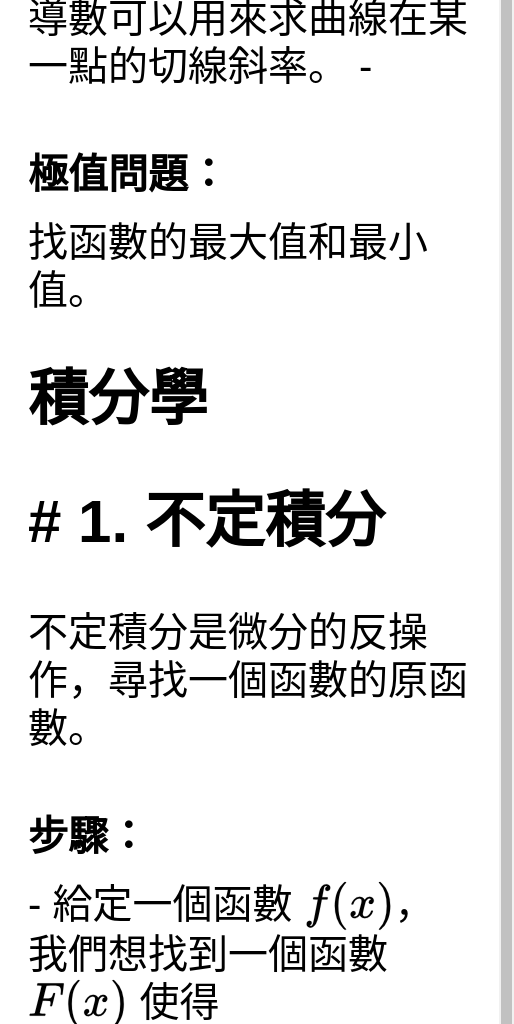 導數可以用來求曲線在某
一點的切線斜率。 -
極值問題：
找函數的最大值和最小
值。
積分學
# 1. 不定積分
不定積分是微分的反操
作，尋找一個函數的原函
數。
步驟：
- 給定一個函數 f(x)，
我們想找到一個函數
F(x) 使得